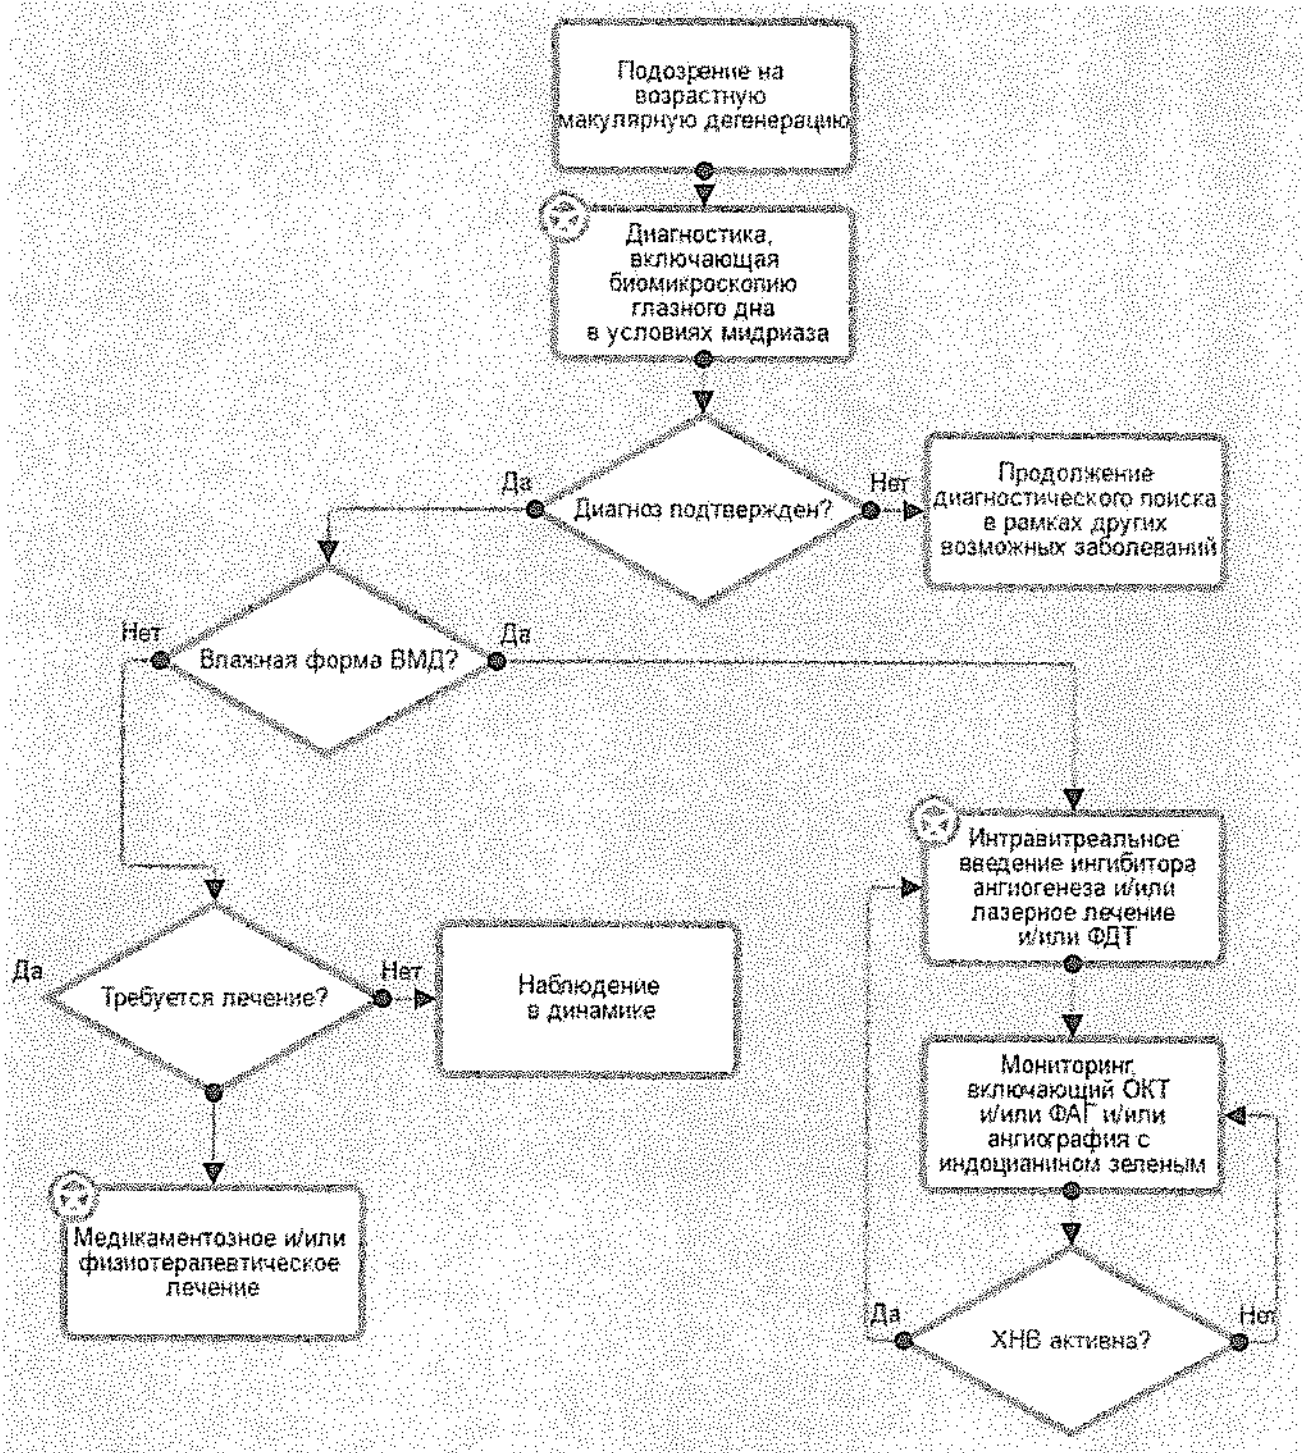 Подозрение на
возрастную
макулярную дегенерацию
Диагностика,
включающая
биомикроскопию
глазного дна
в условиях мидриаза
Да
Диагноз подтвержден?
Нет
Продолжение
диагностического поиска
в рамках других
возможных заболеваний
Нет
Влажная форма ВМД?
Да
Интравитреальное
введение ингибитора
ангиогенеза и/или
лазерное лечение
и/или ФДТ
Да
Требуется лечение?
Нет
Наблюдение
в динамике
Мониторинг,
включающий ОКТ
и/или ФАГ и/или
ангиография с
индоцианином зеленым
Медикаментозное и/или
физиотерапевтическое
лечение
Да
ХНВ активна?
Нет